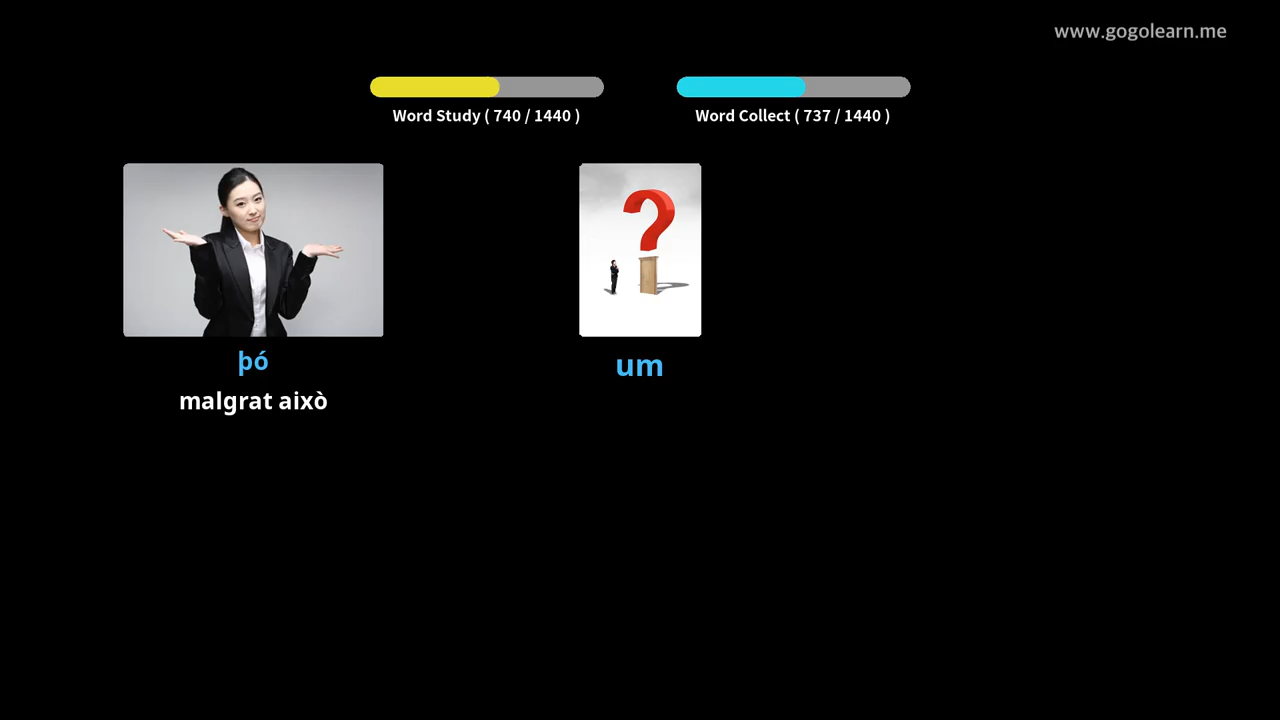 www.gogolearn.me
Word Study ( 740 / 1440 )
Word Collect ( 737 / 1440 )
þó
malgrat això
um